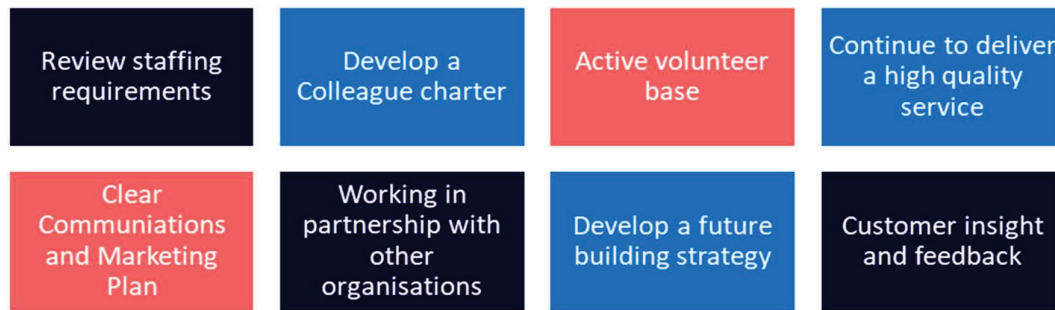 Review staffing
requirements
Develop a
Colleague charter
Active volunteer
base
Continue to deliver
a high quality
service
Clear
Communiations
and Marketing
Plan
Working in
partnership with
other
organisations
Develop a future
building strategy
Customer insight
and feedback